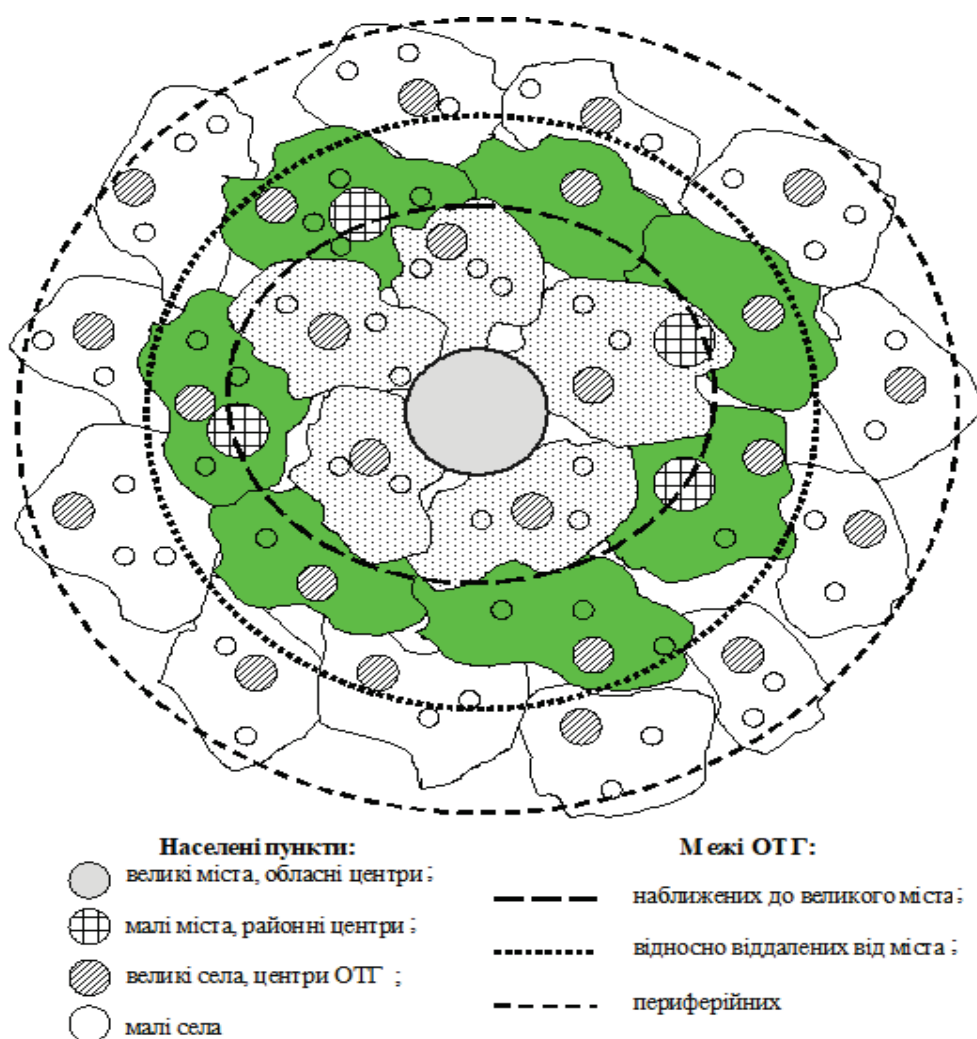 Населені пункти:
великі міста, обласні центри;
малі міста, районні центри;
великі села, центри ОТГ;
малі села
Межі ОТГ:
наближених до великого міста;
відносно віддалених від міста;
периферійних